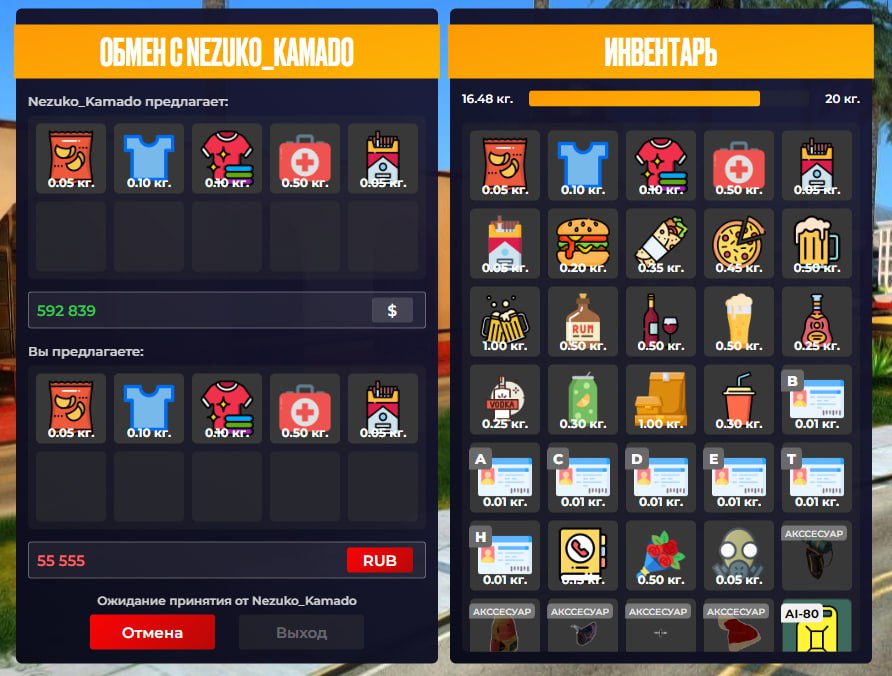 ОБМЕН С NEZUKO_KAMADO
Nezuko_Kamado предлагает:
0.05 кг. 0.10 кг. 0.10 кг. 0.50 кг. 0.05 кг.
592 839 $
Вы предлагаете:
0.05 кг. 0.10 кг. 0.10 кг. 0.50 кг. 0.05 кг.
55 555 RUB
Ожидание принятия от Nezuko_Kamado
Отмена Выход
ИНВЕНТАРЬ
16.48 кг. 20 кг.
0.05 кг. 0.10 кг. 0.10 кг. 0.50 кг. 0.05 кг.
0.05 кг. 0.20 кг. 0.35 кг. 0.45 кг. 0.50 кг.
RUM
1.00 кг. 0.50 кг. 0.50 кг. 0.50 кг. 0.25 кг.
VODKA B
0.25 кг. 0.30 кг. 1.00 кг. 0.30 кг. 0.01 кг.
A C D E T
0.01 кг. 0.01 кг. 0.01 кг. 0.01 кг. 0.01 кг.
H АКССЕСУАР
0.01 кг. 0.15 кг. 0.50 кг. 0.05 кг.
АКССЕСУАР АКССЕСУАР АКССЕСУАР АКССЕСУАР AI-80